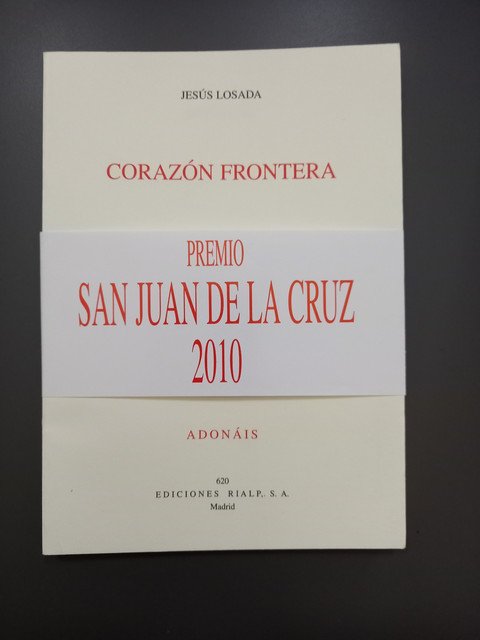 JESÚS LOSADA
CORAZÓN FRONTERA
PREMIO
SAN JUAN DE LA CRUZ
2010
ADONÁIS
620
EDICIONES RIALP, S. A.
Madrid